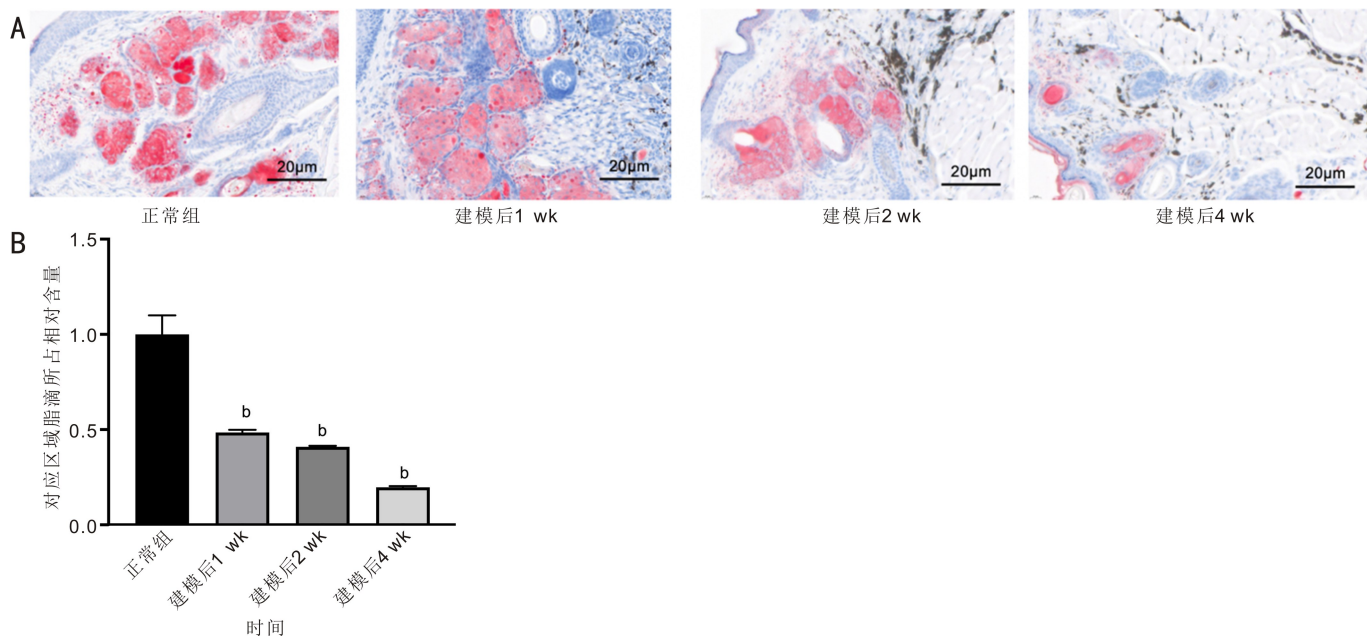 A
20μm
20μm
20μm
20μm
正常组
建模后1 wk
建模后2 wk
建模后4 wk
B
对应区域脂滴所占相对含量
1.5
1.0
0.5
0.0
b
b
b
正常组
建模后1 wk
建模后2 wk
建模后4 wk
时间